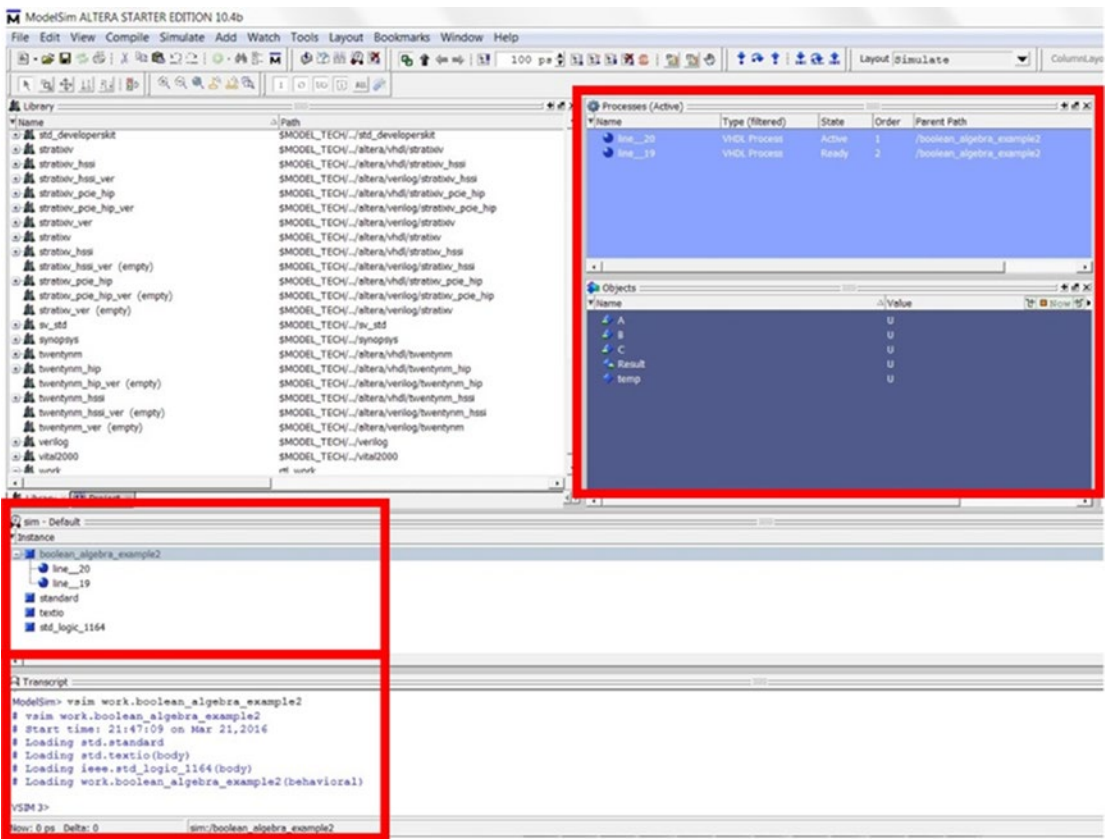 ModelSim ALTERA STARTER EDITION 10.4b
File Edit View Compile Simulate Add Watch Tools Layout Bookmarks Window Help
100 ps
Layout Simulate
ColumnLayo
Library
Name Path
std_developerskit $MODEL_TECH/../std_developerskit
stratixiv $MODEL_TECH/../altera/vhdl/stratixiv
stratixiv_hssi $MODEL_TECH/../altera/vhdl/stratixiv_hssi
stratixiv_hssi_ver $MODEL_TECH/../altera/verilog/stratixiv_hssi
stratixiv_pcie_hip $MODEL_TECH/../altera/vhdl/stratixiv_pcie_hip
stratixiv_pcie_hip_ver $MODEL_TECH/../altera/verilog/stratixiv_pcie_hip
stratixiv_ver $MODEL_TECH/../altera/verilog/stratixiv
stratixv $MODEL_TECH/../altera/vhdl/stratixv
stratixv_hssi $MODEL_TECH/../altera/vhdl/stratixv_hssi
stratixv_hssi_ver (empty) $MODEL_TECH/../altera/verilog/stratixv_hssi
stratixv_pcie_hip $MODEL_TECH/../altera/vhdl/stratixv_pcie_hip
stratixv_pcie_hip_ver (empty) $MODEL_TECH/../altera/verilog/stratixv_pcie_hip
stratixv_ver (empty) $MODEL_TECH/../altera/verilog/stratixv
sv_std $MODEL_TECH/../sv_std
synopsys $MODEL_TECH/../synopsys
twentynm $MODEL_TECH/../altera/vhdl/twentynm
twentynm_hip $MODEL_TECH/../altera/vhdl/twentynm_hip
twentynm_hip_ver (empty) $MODEL_TECH/../altera/verilog/twentynm_hip
twentynm_hssi $MODEL_TECH/../altera/vhdl/twentynm_hssi
twentynm_hssi_ver (empty) $MODEL_TECH/../altera/verilog/twentynm_hssi
twentynm_ver (empty) $MODEL_TECH/../altera/verilog/twentynm
verilog $MODEL_TECH/../verilog
vital2000 $MODEL_TECH/../vital2000
work rtl_work
Library Project
Processes (Active)
Name Type (filtered) State Order Parent Path
line__20 VHDL Process Active 1 /boolean_algebra_example2
line__19 VHDL Process Ready 2 /boolean_algebra_example2
Objects
Name Value Now
A U
B U
C U
Result U
temp U
sim - Default
Instance
boolean_algebra_example2
line__20
line__19
standard
textio
std_logic_1164
Transcript
ModelSim> vsim work.boolean_algebra_example2
# vsim work.boolean_algebra_example2
# Start time: 21:47:09 on Mar 21,2016
# Loading std.standard
# Loading std.textio(body)
# Loading ieee.std_logic_1164(body)
# Loading work.boolean_algebra_example2(behavioral)
VSIM 3>
Now: 0 ps Delta: 0 sim:/boolean_algebra_example2